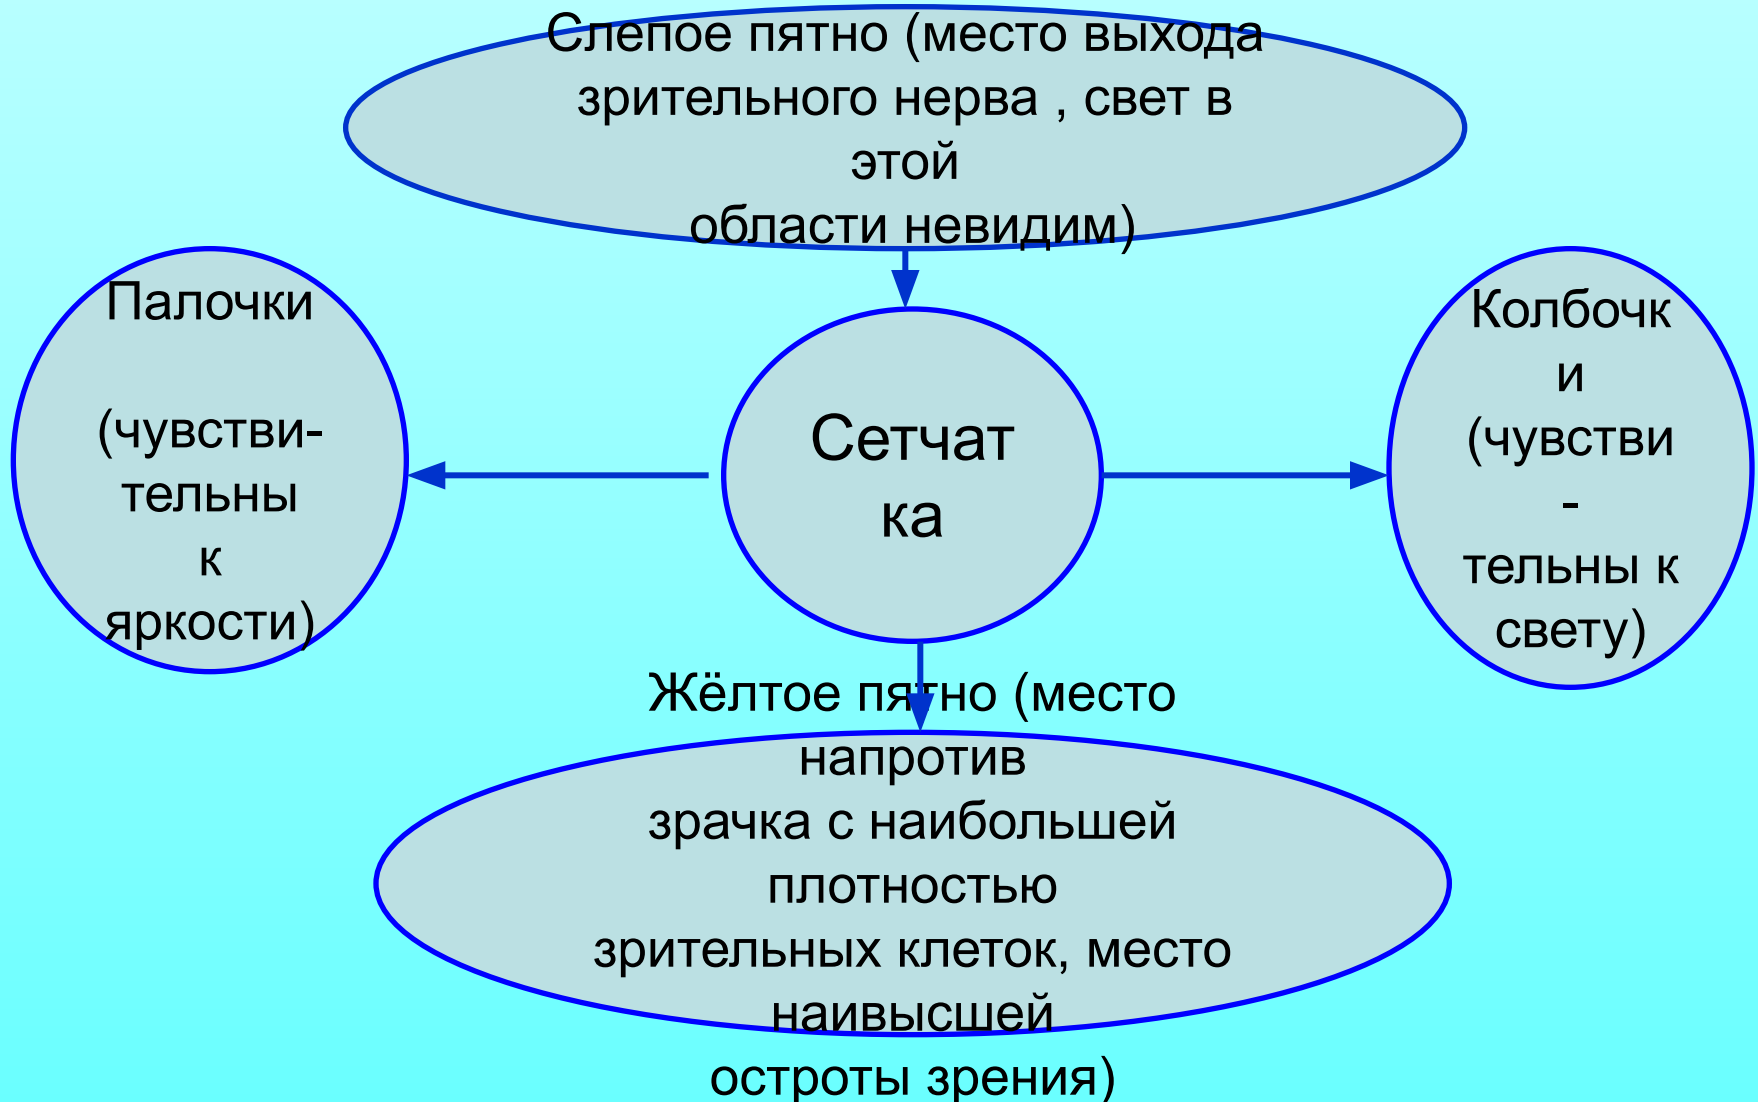 Слепое пятно (место выхода
зрительного нерва , свет в
этой
области невидим)
Палочки
(чувстви-
тельны
к
яркости)
Сетчат
ка
Колбочк
и
(чувстви
-
тельны к
свету)
Жёлтое пятно (место
напротив
зрачка с наибольшей
плотностью
зрительных клеток, место
наивысшей
остроты зрения)